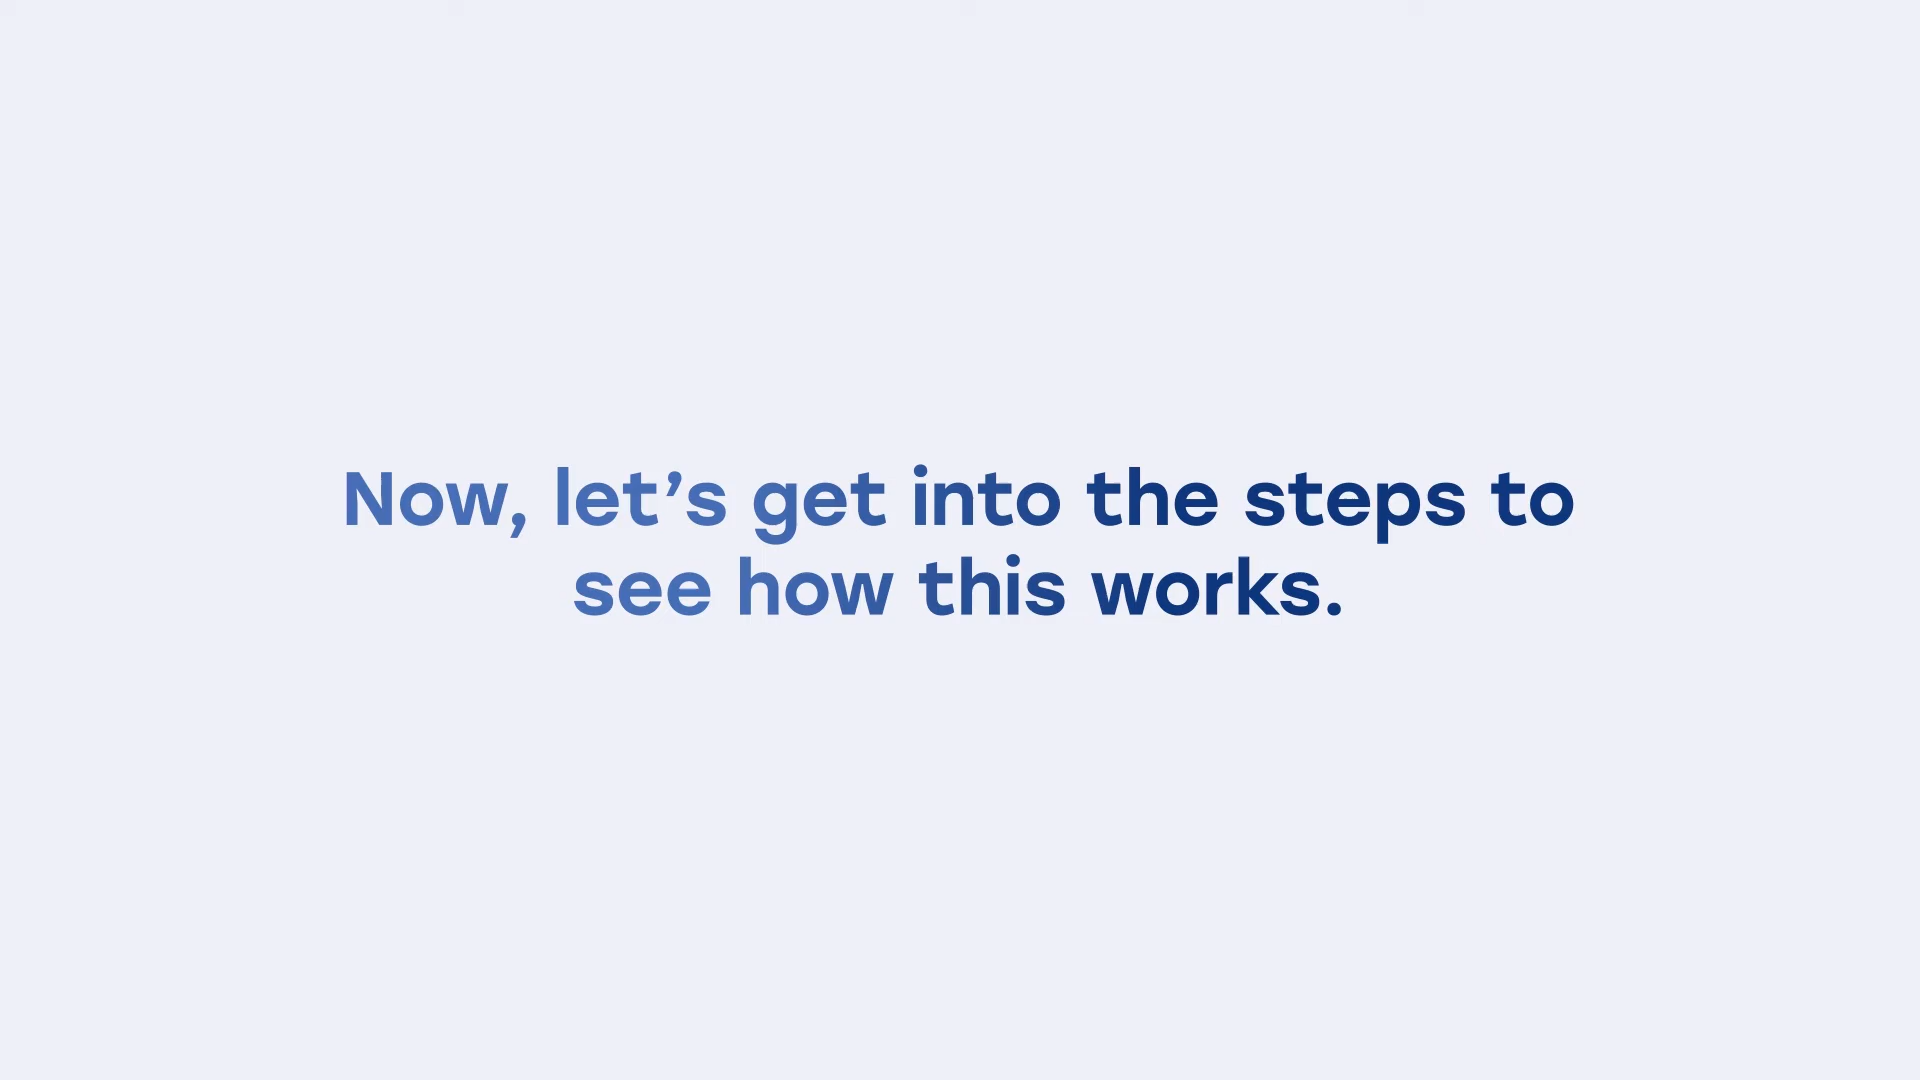 Now, let’s get into the steps to
see how this works.